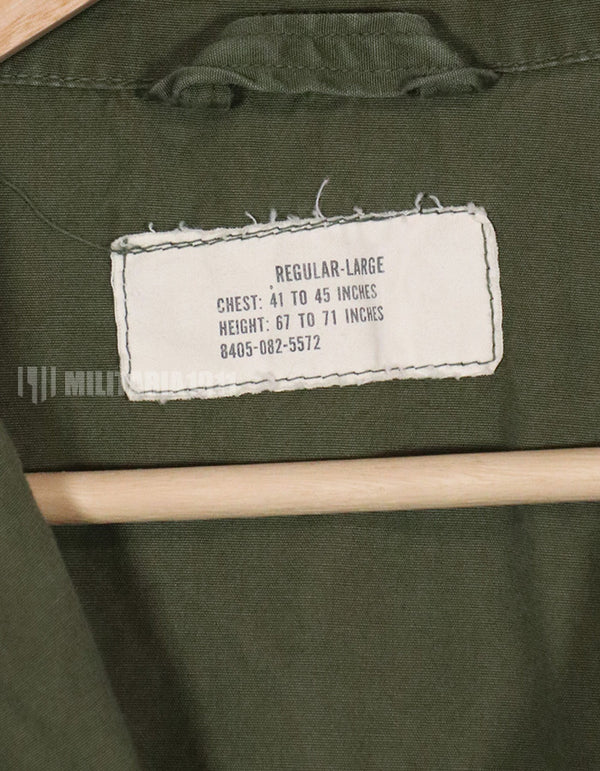 REGULAR-LARGE
CHEST: 41 TO 45 INCHES
HEIGHT: 67 TO 71 INCHES
8405-082-5572
MILITARIA1911